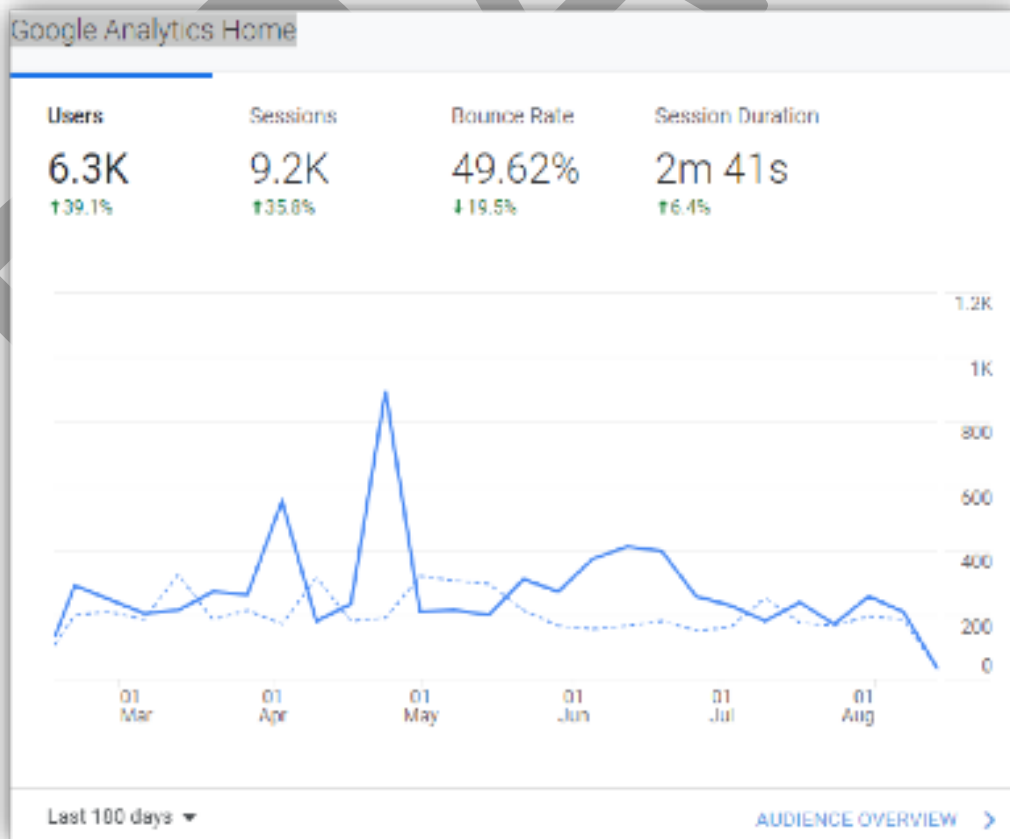 Google Analytics Home
Users Sessions Bounce Rate Session Duration
6.3K 9.2K 49.62% 2m 41s
↑39.1% ↑35.8% ↓19.5% ↑6.4%
1.2K
1K
800
600
400
200
0
01 01 01 01 01 01
Mar Apr May Jun Jul Aug
Last 180 days
AUDIENCE OVERVIEW